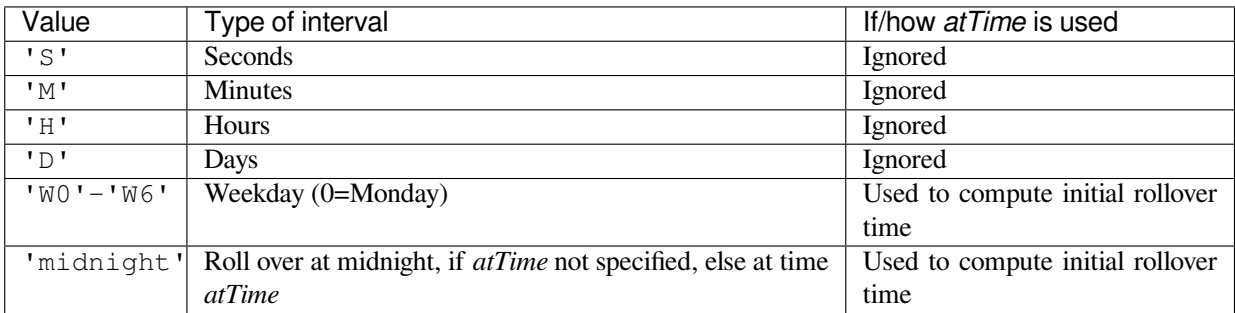 Value Type of interval If/how atTime is used
'S' Seconds Ignored
'M' Minutes Ignored
'H' Hours Ignored
'D' Days Ignored
'W0'-'W6' Weekday (0=Monday) Used to compute initial rollover
time
'midnight' Roll over at midnight, if atTime not specified, else at time Used to compute initial rollover
atTime time